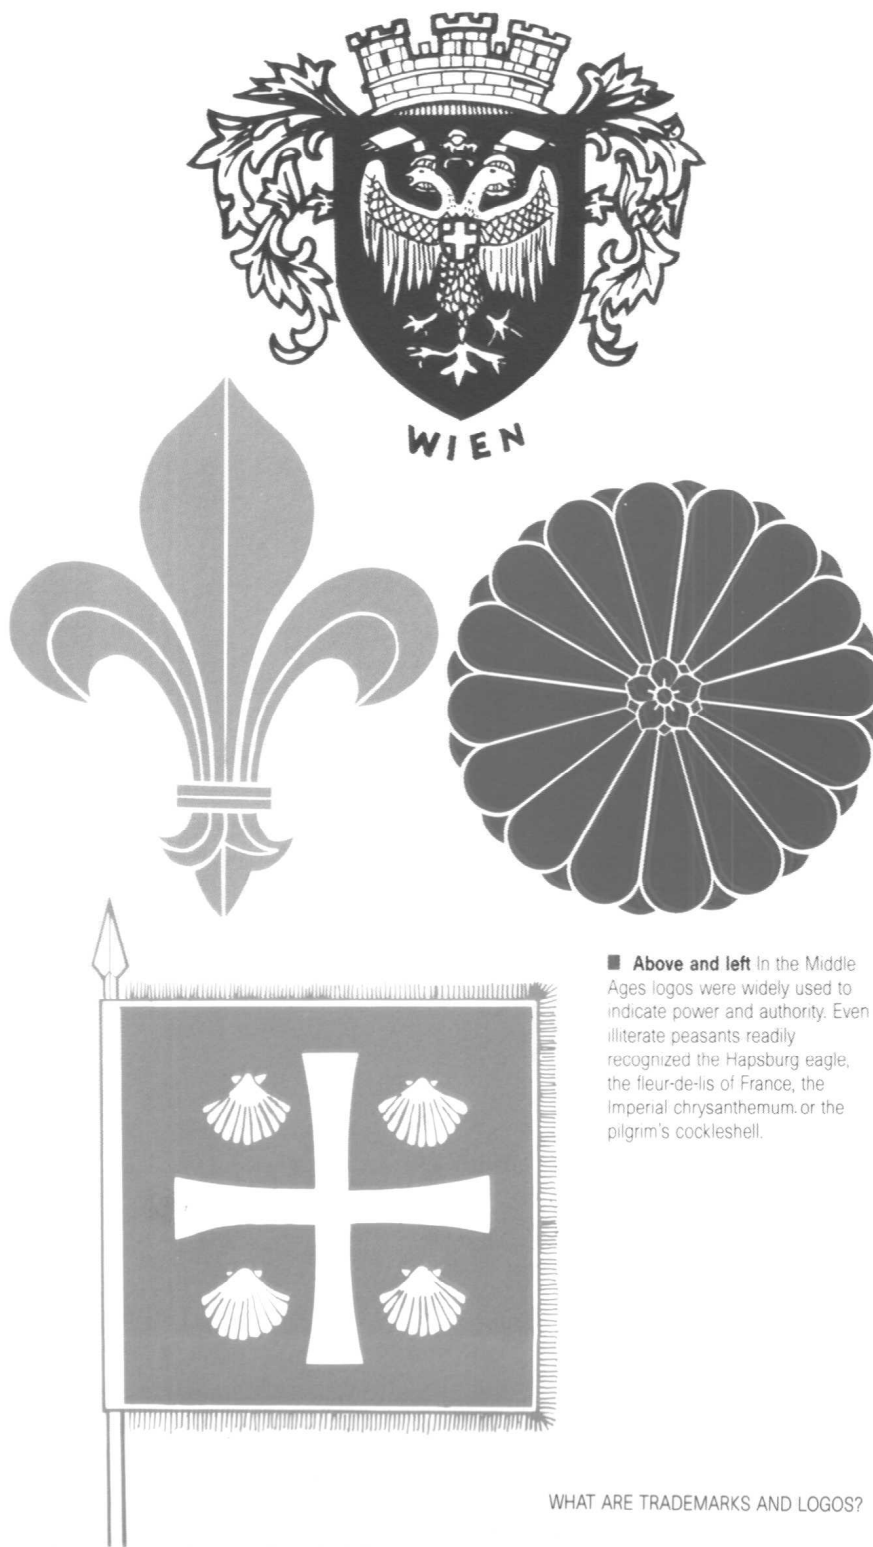 WIEN
■ Above and left In the Middle
Ages logos were widely used to
indicate power and authority. Even
illiterate peasants readily
recognized the Hapsburg eagle,
the fleur-de-lis of France, the
Imperial chrysanthemum. or the
pilgrim's cockleshell.
WHAT ARE TRADEMARKS AND LOGOS?